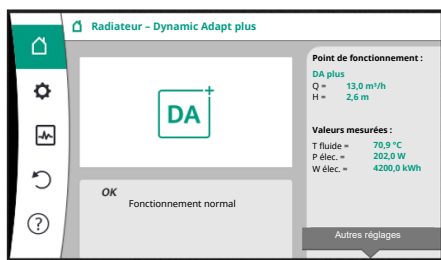 Radiateur – Dynamic Adapt plus
DA+
OK
Fonctionnement normal
Point de fonctionnement :
DA plus
Q = 13,0 m³/h
H = 2,6 m
Valeurs mesurées :
T fluide = 70,9 °C
P élec. = 202,0 W
W élec. = 4200,0 kWh
Autres réglages
?